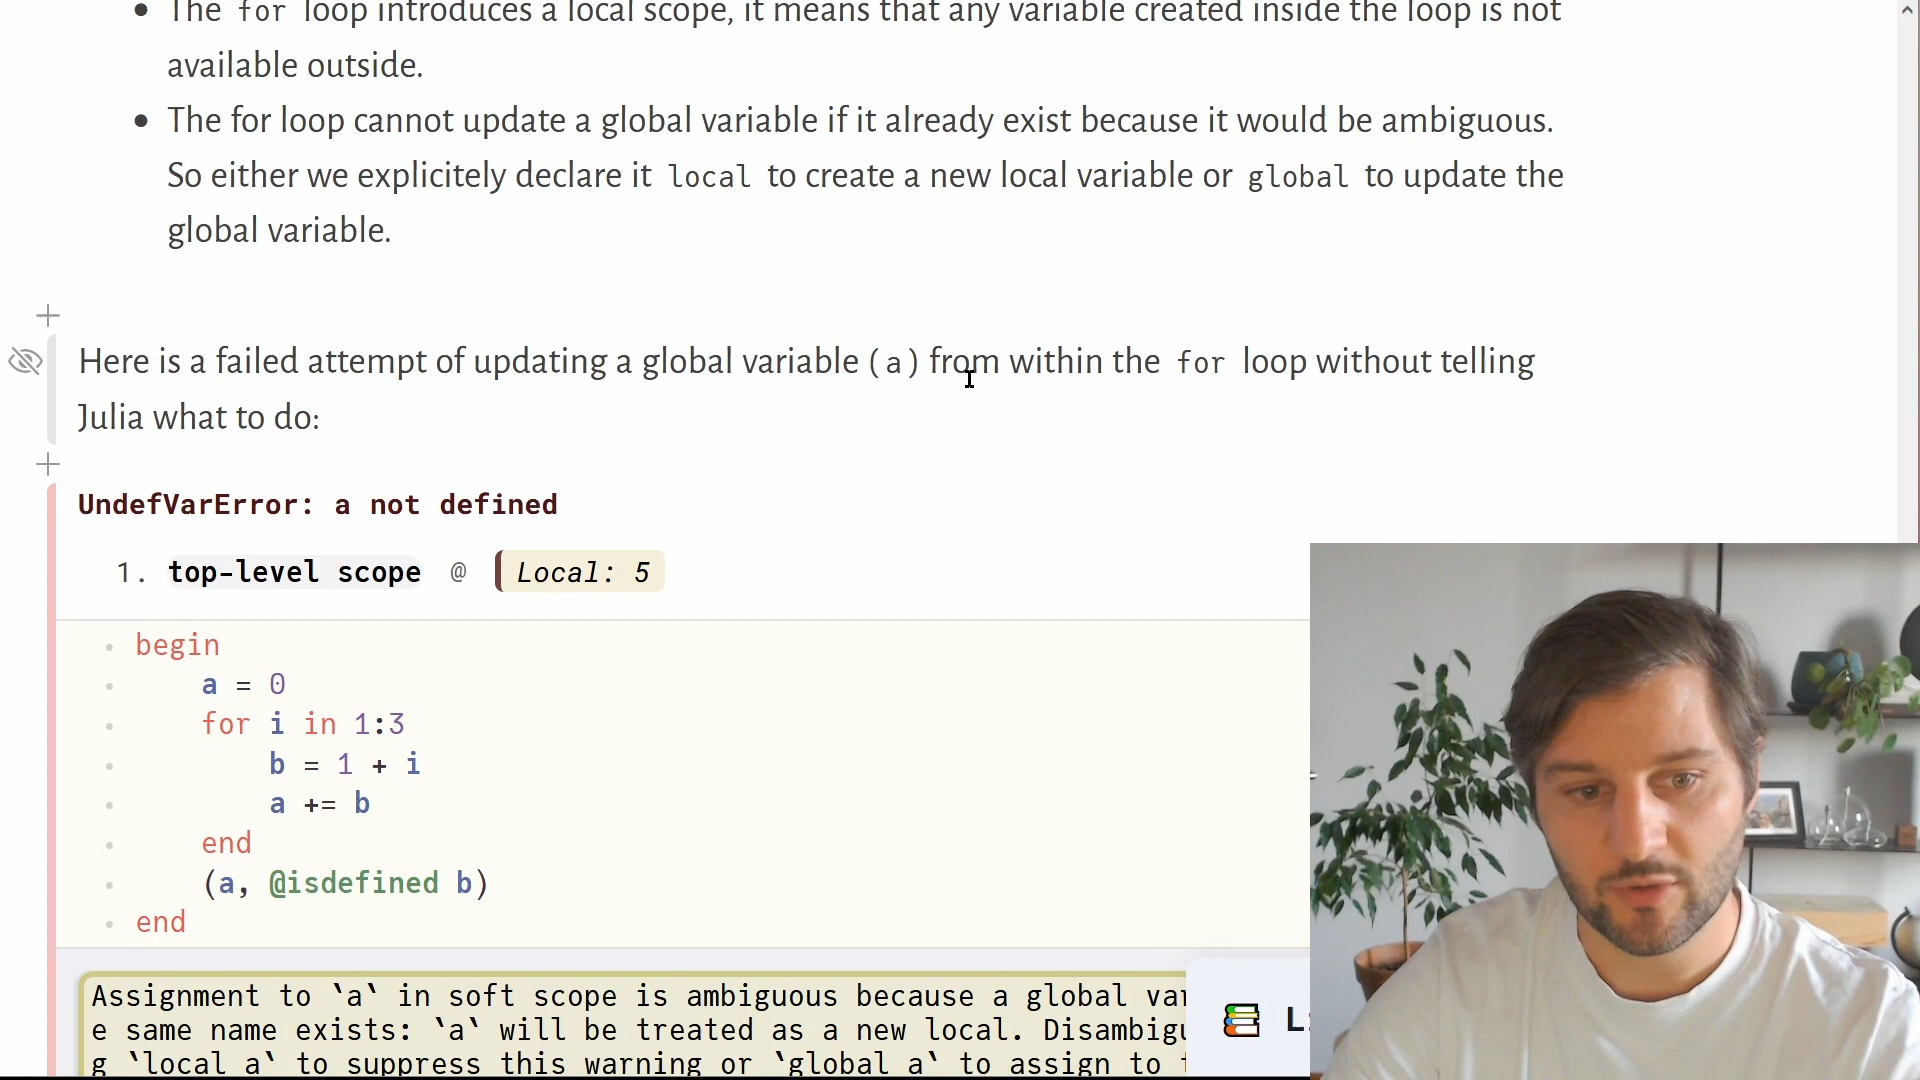 • The for loop introduces a local scope, it means that any variable created inside the loop is not
available outside.
• The for loop cannot update a global variable if it already exist because it would be ambiguous.
So either we explicitely declare it local to create a new local variable or global to update the
global variable.
Here is a failed attempt of updating a global variable (a) from within the for loop without telling
Julia what to do:
UndefVarError: a not defined
1. top-level scope @ Local: 5
begin
a = 0
for i in 1:3
b = 1 + i
a += b
end
(a, @isdefined b)
end
Assignment to `a` in soft scope is ambiguous because a global var
e same name exists: `a` will be treated as a new local. Disambigu
g `local a` to suppress this warning or `global a` to assign to